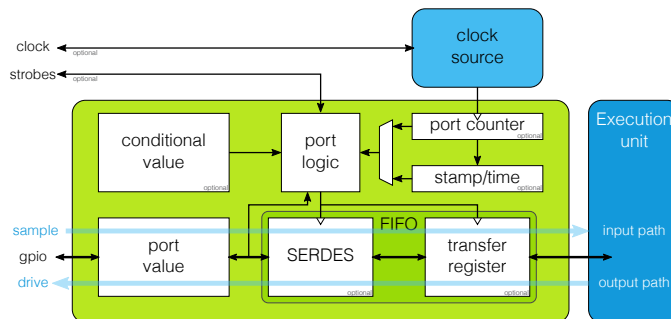 clock
optional
clock
source
strobes
optional
conditional
value
optional
port
logic
port counter
optional
stamp/time
optional
Execution
unit
sample
FIFO
input path
gpio
port
value
SERDES
optional
transfer
register
optional
drive
output path